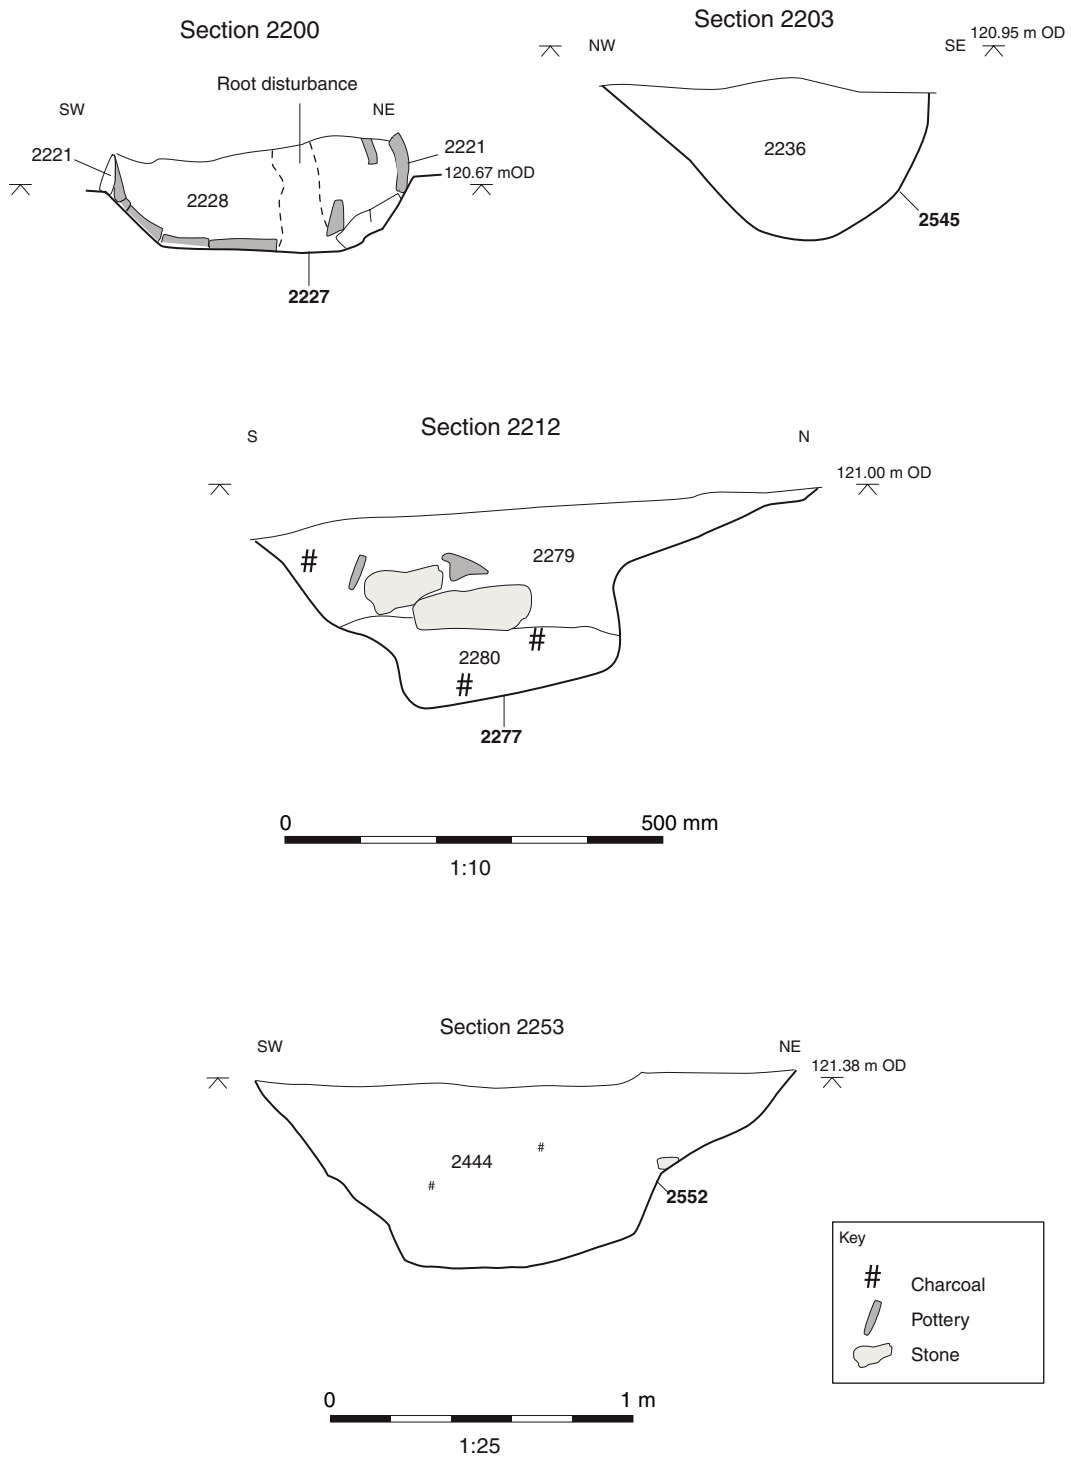 Section 2200
Root disturbance
SW
NE
2221
2221
120.67 mOD
2228
2227
Section 2203
NW
SE
120.95 m OD
2236
2545
Section 2212
S
N
121.00 m OD
2279
#
2280
#
#
2277
0
500 mm
1:10
Section 2253
SW
NE
121.38 m OD
2444
#
#
2552
Key
# Charcoal
Pottery
Stone
0
1 m
1:25